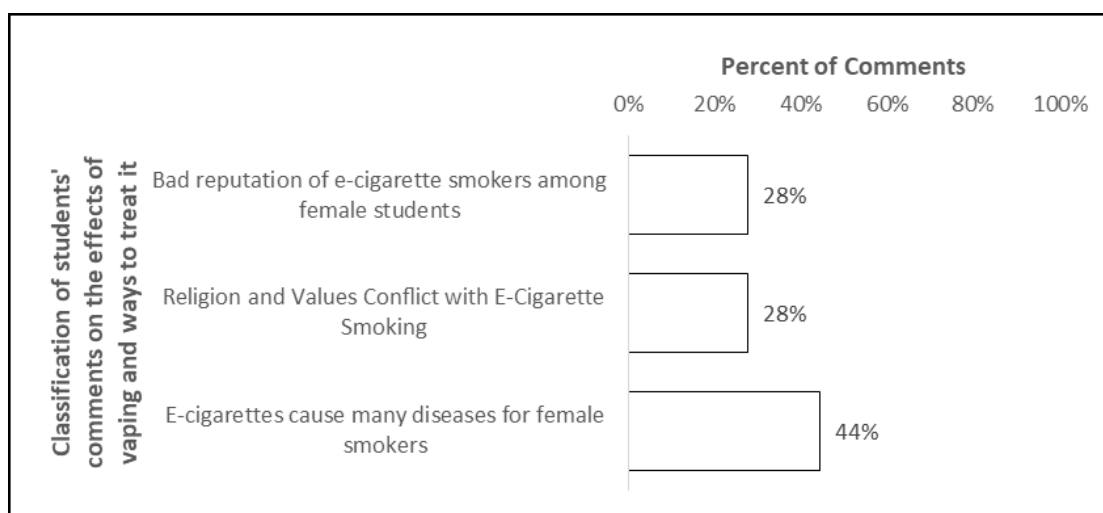 Percent of Comments
0% 20% 40% 60% 80% 100%
Classification of students'
comments on the effects of
vaping and ways to treat it
Bad reputation of e-cigarette smokers among
female students
28%
Religion and Values Conflict with E-Cigarette
Smoking
28%
E-cigarettes cause many diseases for female
smokers
44%